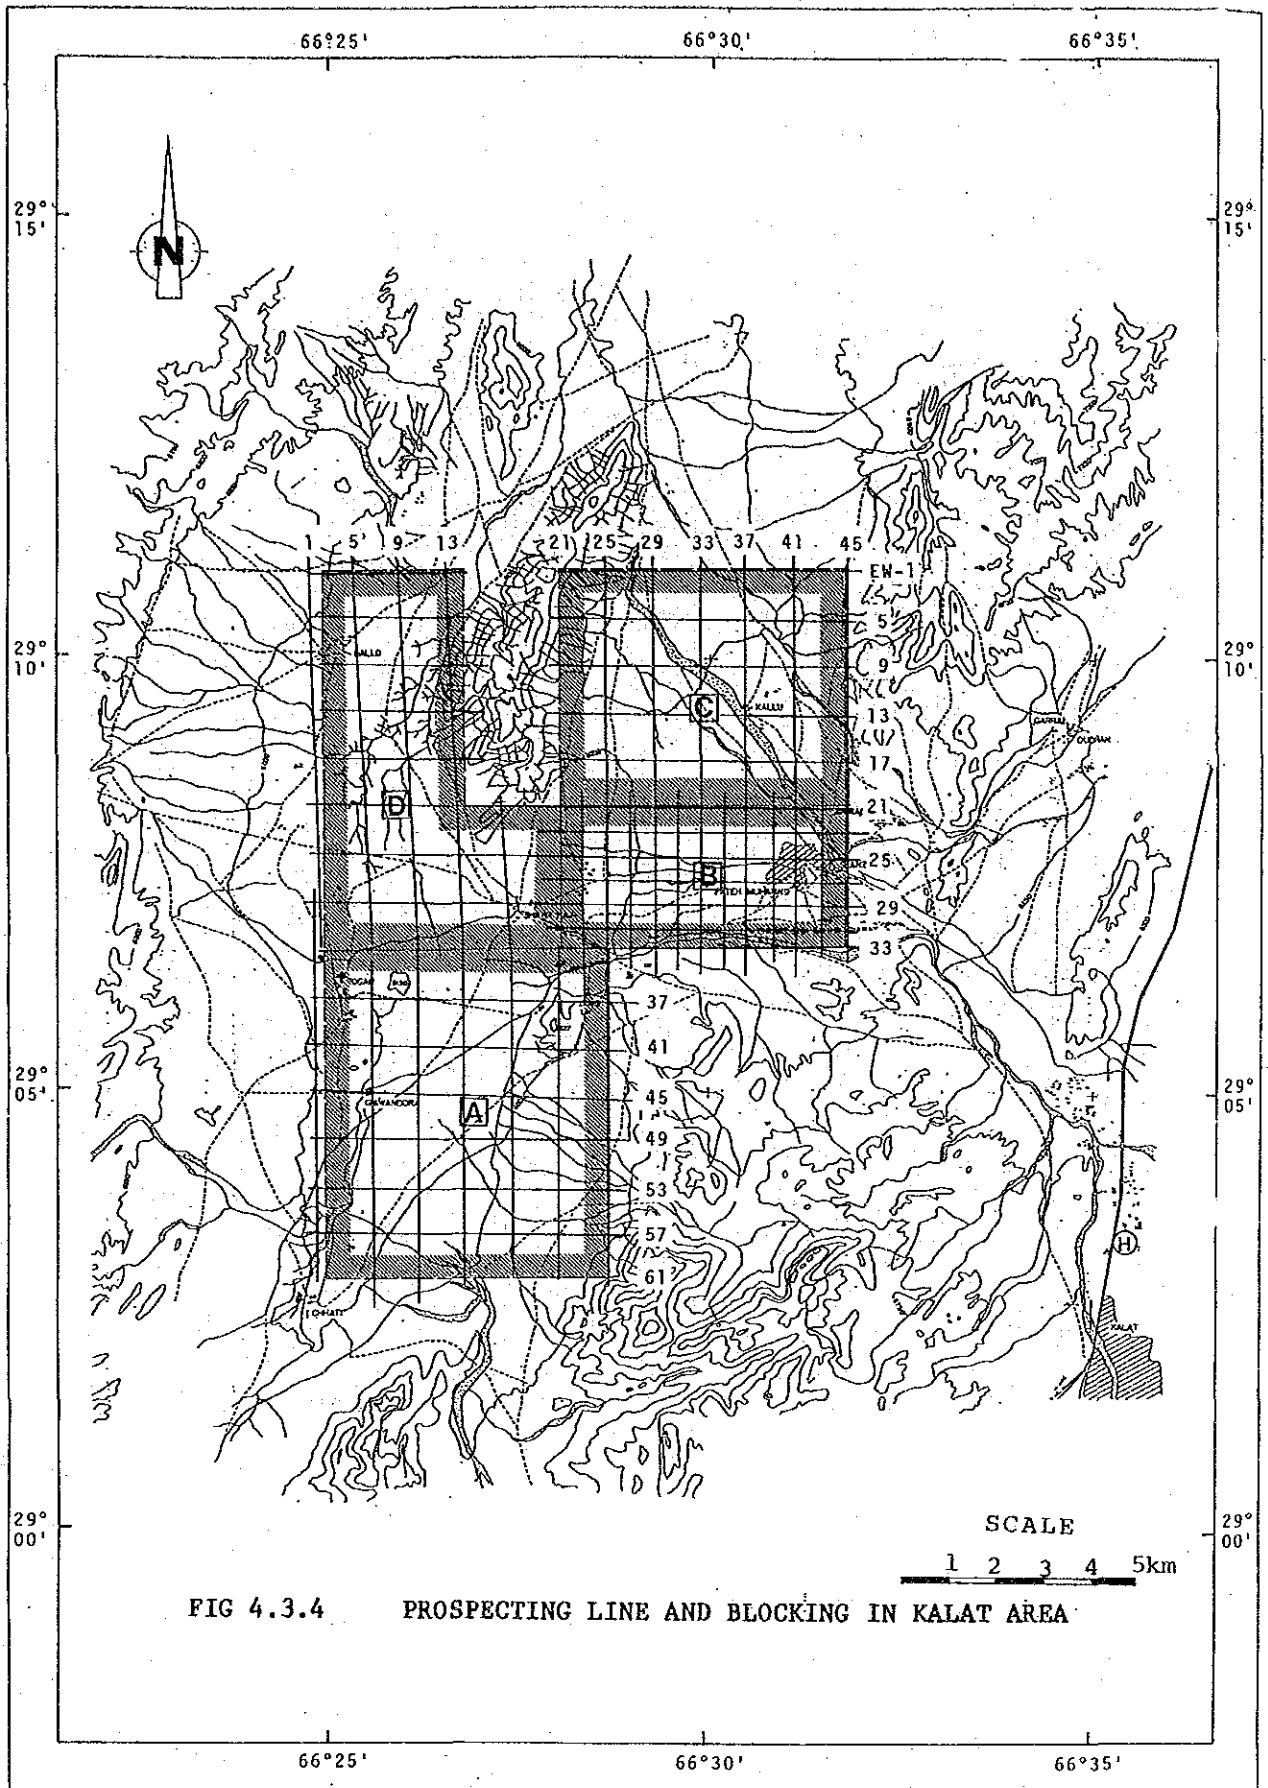 66°25' 66°30' 66°35'
29° 15'
29° 15'
N
1 5 9 13 21 25 29 33 37 41 45
EW-1
5
9
13
17
21
25
29
33
37
41
45
49
53
57
61
29° 10'
29° 10'
C
KALLU
D
B
A
H
KALAT
29° 05'
29° 05'
29° 00'
29° 00'
SCALE
1 2 3 4 5km
FIG 4.3.4 PROSPECTING LINE AND BLOCKING IN KALAT AREA
66°25' 66°30' 66°35'